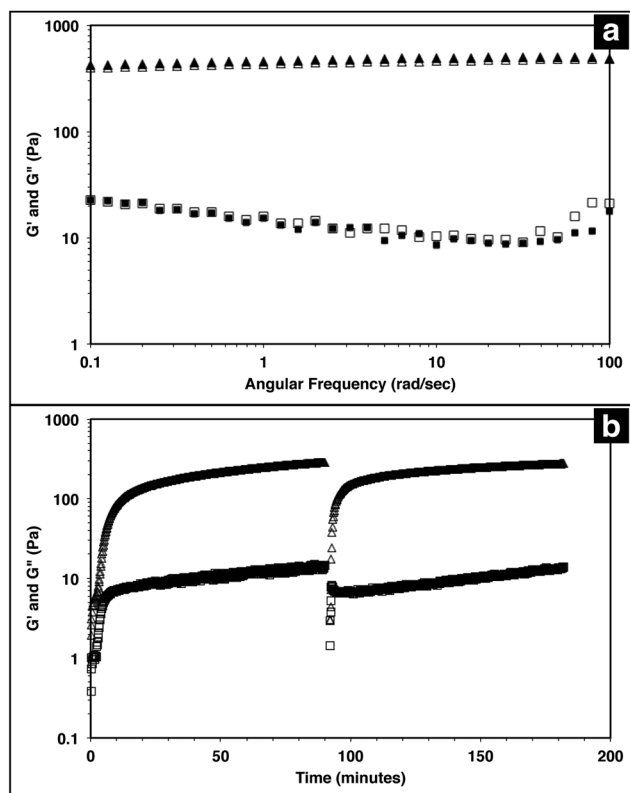 a
1000
100
10
1
G' and G" (Pa)
0.1 1 10 100
Angular Frequency (rad/sec)
b
1000
100
10
1
0.1
G' and G" (Pa)
0 50 100 150 200
Time (minutes)